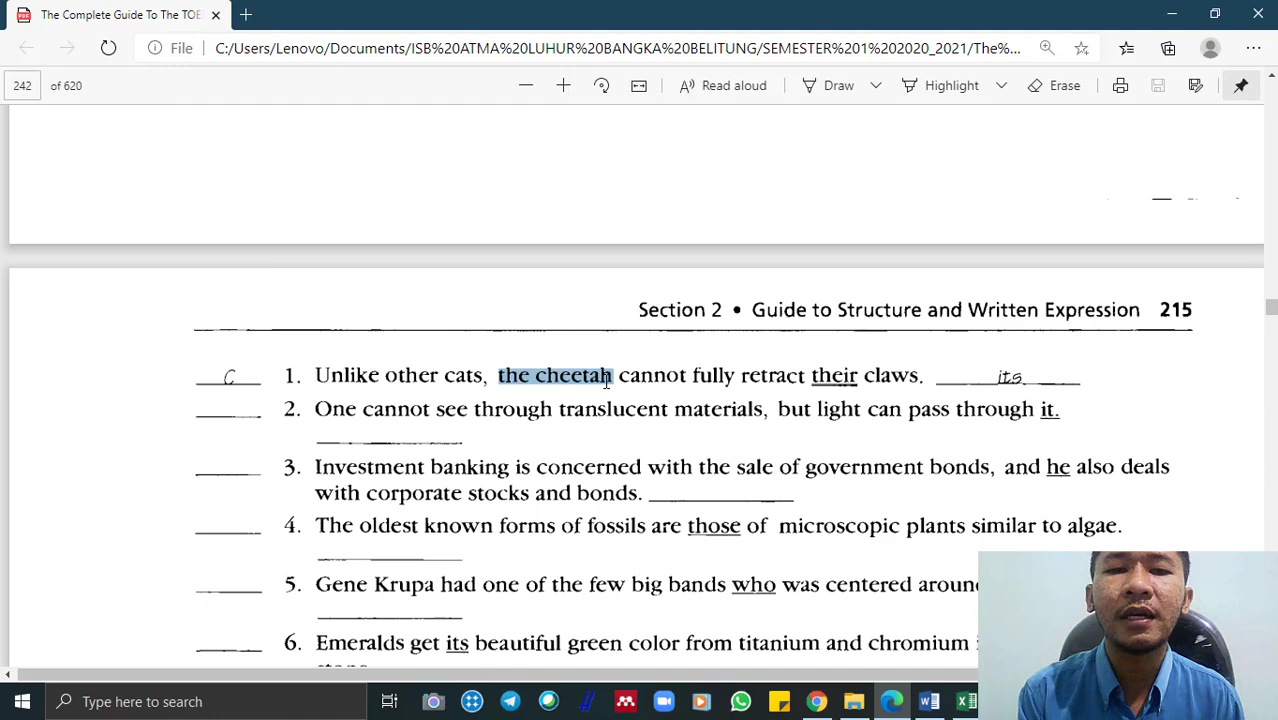 The Complete Guide To The TOE
File C:/Users/Lenovo/Documents/ISB%20ATMA%20LUHUR%20BANGKA%20BELITUNG/SEMESTER%201%202020_2021/The%...
242 of 620 Read aloud Draw Highlight Erase
Section 2 • Guide to Structure and Written Expression 215
C 1. Unlike other cats, the cheetah cannot fully retract their claws. its
2. One cannot see through translucent materials, but light can pass through it.
3. Investment banking is concerned with the sale of government bonds, and he also deals
with corporate stocks and bonds.
4. The oldest known forms of fossils are those of microscopic plants similar to algae.
5. Gene Krupa had one of the few big bands who was centered around
6. Emeralds get its beautiful green color from titanium and chromium
Type here to search